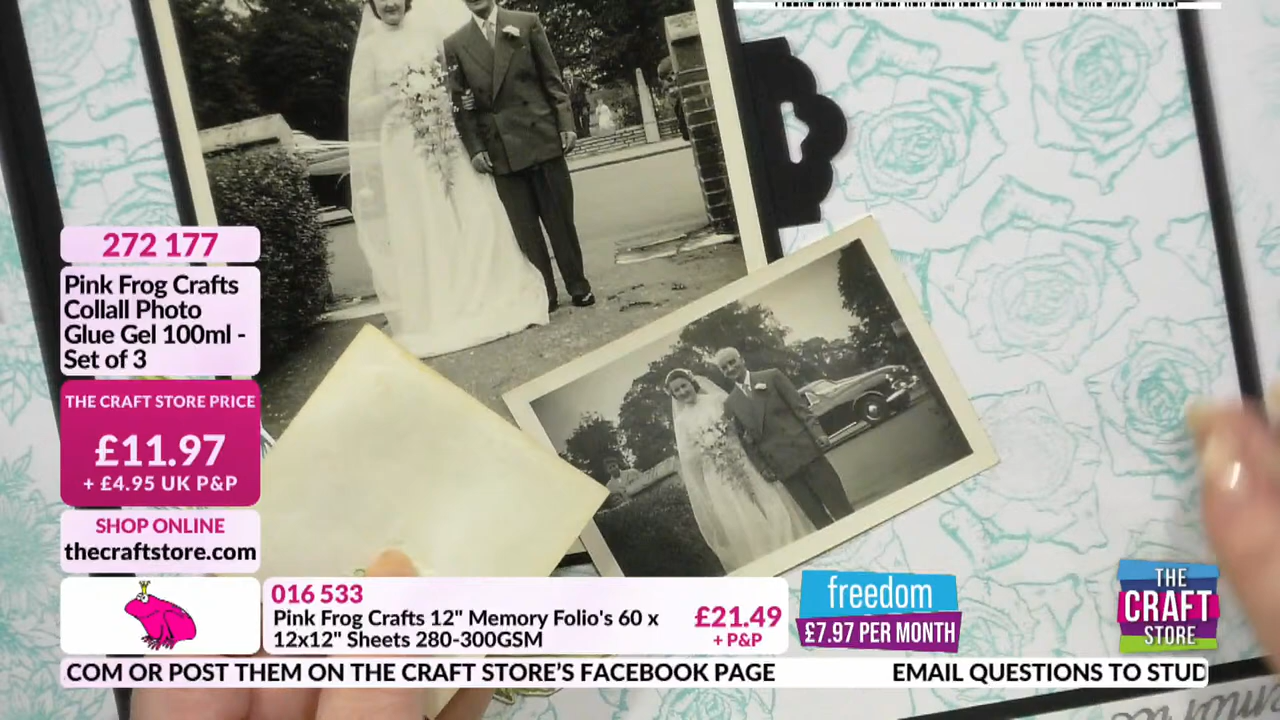 272 177
Pink Frog Crafts
Collall Photo
Glue Gel 100ml -
Set of 3
THE CRAFT STORE PRICE
£11.97
+ £4.95 UK P&P
SHOP ONLINE
thecraftstore.com
016 533
Pink Frog Crafts 12" Memory Folio's 60 x
12x12" Sheets 280-300GSM
£21.49
+ P&P
freedom
£7.97 PER MONTH
THE
CRAFT
STORE
COM OR POST THEM ON THE CRAFT STORE'S FACEBOOK PAGE
EMAIL QUESTIONS TO STUD